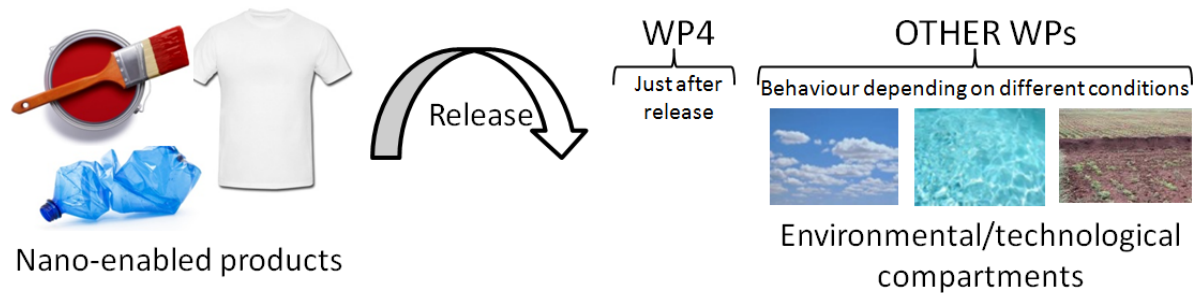 WP4
OTHER WPs
Just after
release
Behaviour depending on different conditions
Release
Nano-enabled products
Environmental/technological
compartments